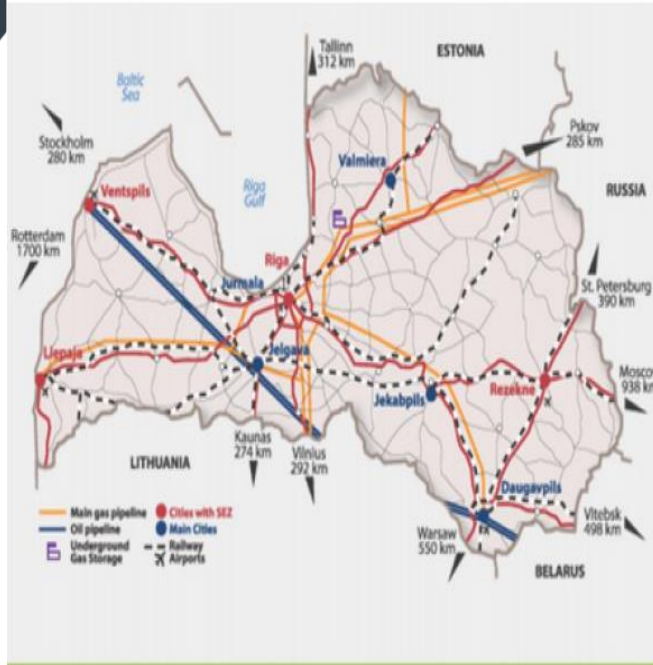 Tallinn
312 km
ESTONIA
Baltic
Sea
Stockholm
280 km
Pskov
285 km
Valmiera
Ventspils
Riga
Gulf
RUSSIA
Rotterdam
1700 km
Riga
Jurmala
St. Petersburg
390 km
Liepaja
Jelgava
Jekabpils
Rezekne
Mosco
938 km
Kaunas
274 km
Vilnius
292 km
LITHUANIA
Daugavpils
Warsaw
550 km
Vitebsk
498 km
BELARUS
Main gas pipeline
Cities with SEZ
Oil pipeline
Main Cities
Underground
Gas Storage
Railway
Airports